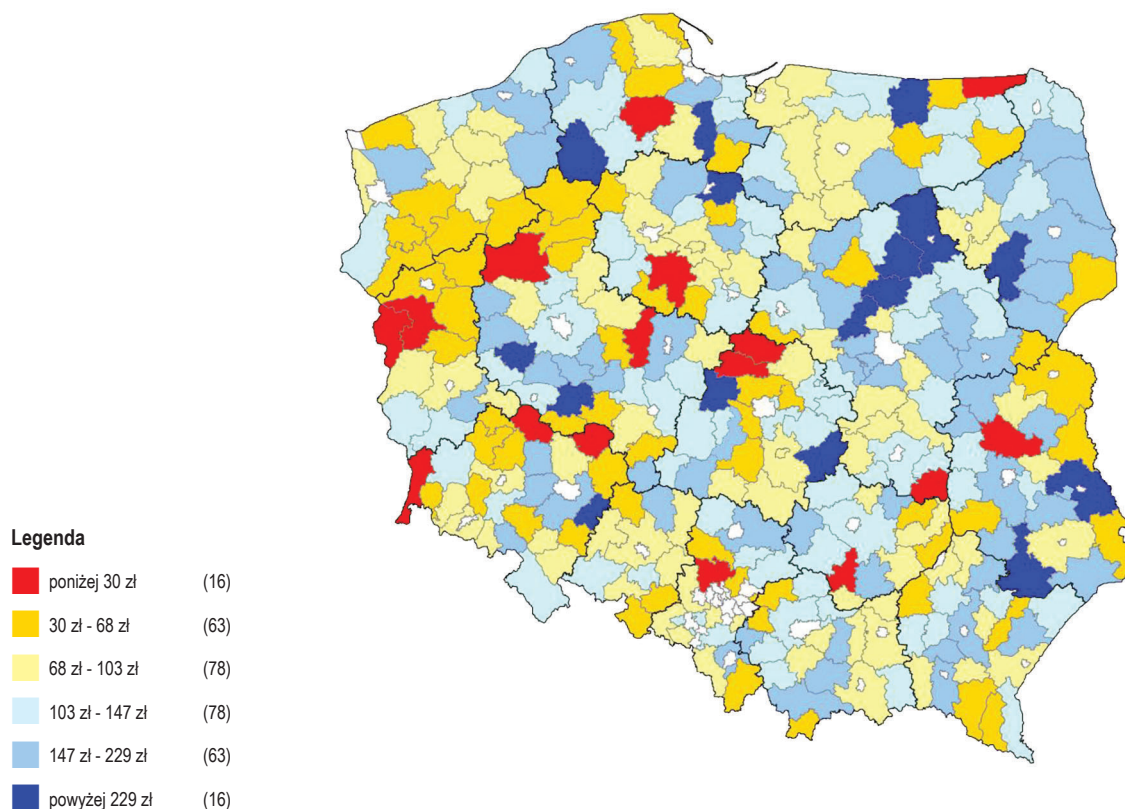 Legenda
poniżej 30 zł (16)
30 zł - 68 zł (63)
68 zł - 103 zł (78)
103 zł - 147 zł (78)
147 zł - 229 zł (63)
powyżej 229 zł (16)